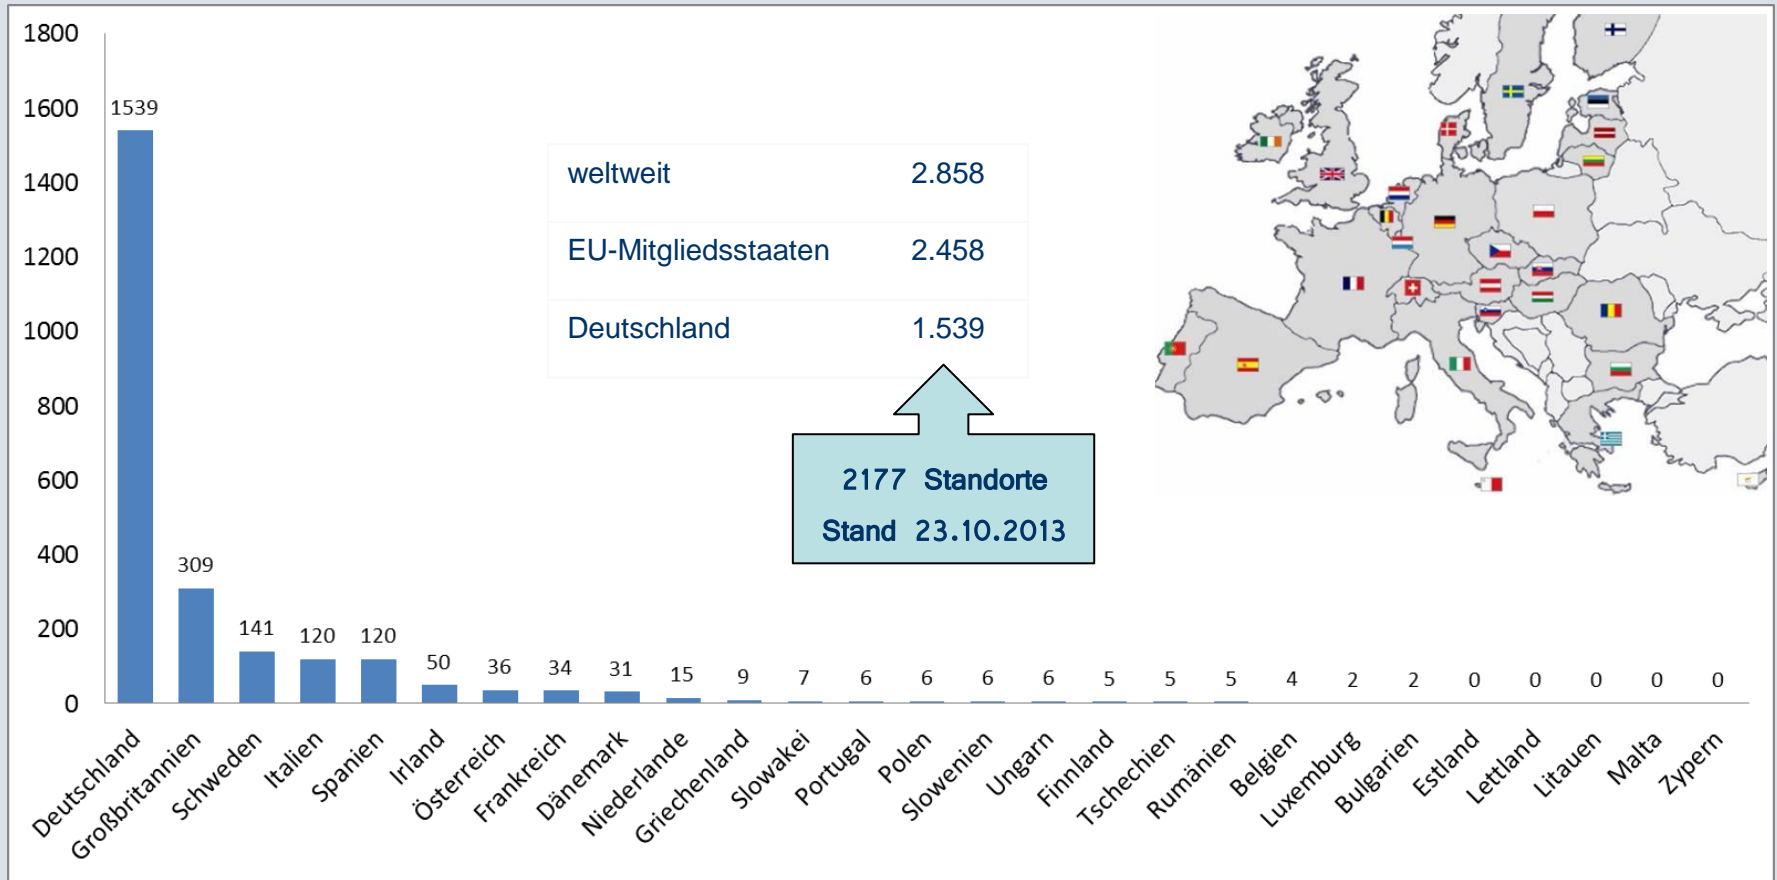 1800
1600
1400
1200
1000
800
600
400
200
0
1539
309
141
120
120
50
36
34
31
15
9
7
6
6
6
6
5
5
5
4
2
2
0
0
0
0
0
Deutschland
Großbritannien
Schweden
Italien
Spanien
Irland
Österreich
Frankreich
Dänemark
Niederlande
Griechenland
Slowakei
Portugal
Polen
Slowenien
Ungarn
Finnland
Tschechien
Rumänien
Belgien
Luxemburg
Bulgarien
Estland
Lettland
Litauen
Malta
Zypern
weltweit 2.858
EU-Mitgliedsstaaten 2.458
Deutschland 1.539
2177 Standorte
Stand 23.10.2013